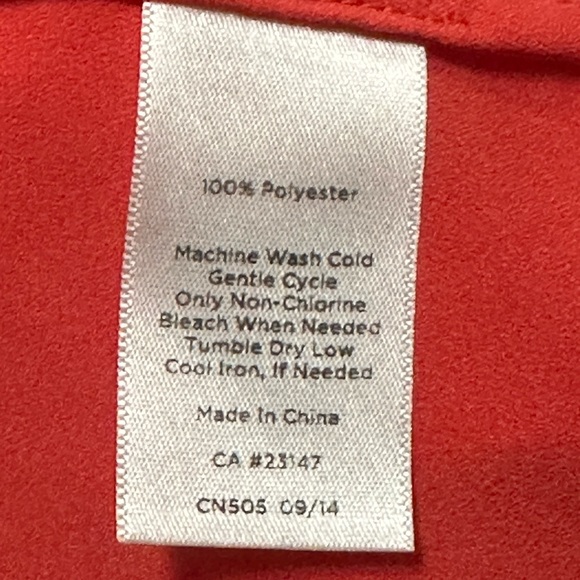 100% Polyester
Machine Wash Cold
Gentle Cycle
Only Non-Chlorine
Bleach When Needed
Tumble Dry Low
Cool Iron, If Needed
Made In China
CA #23147
CN505 09/14